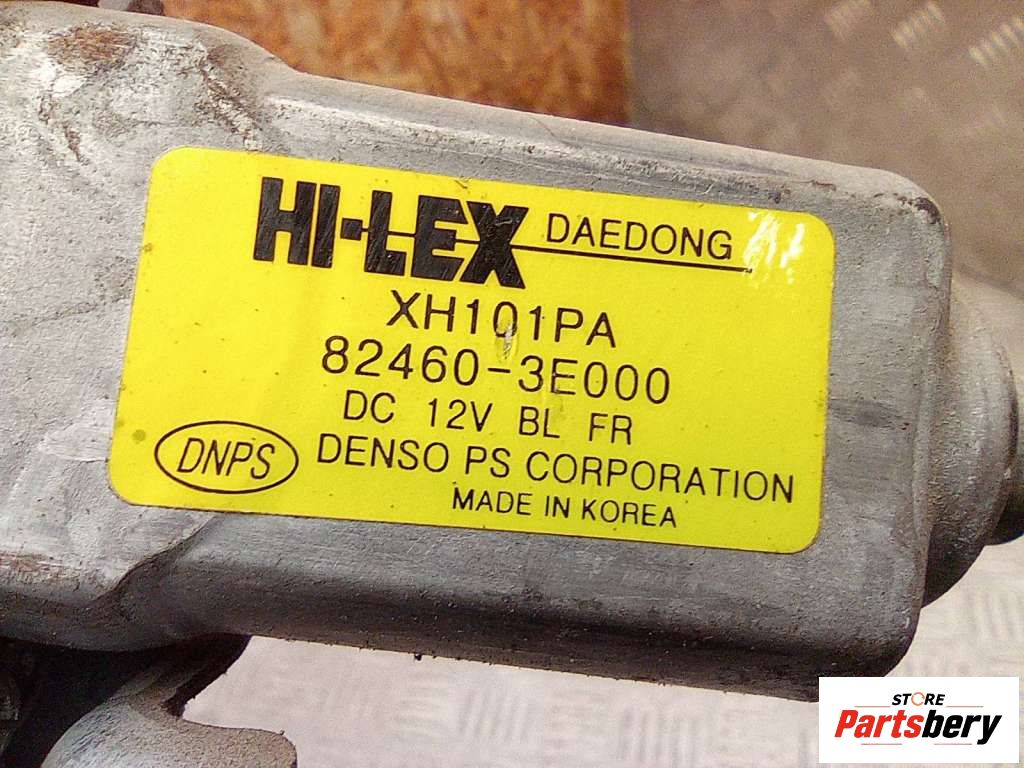 HI-LEX DAEDONG
XH101PA
82460-3E000
DC 12V BL FR
DNPS DENSO PS CORPORATION
MADE IN KOREA
STORE
Partsbery